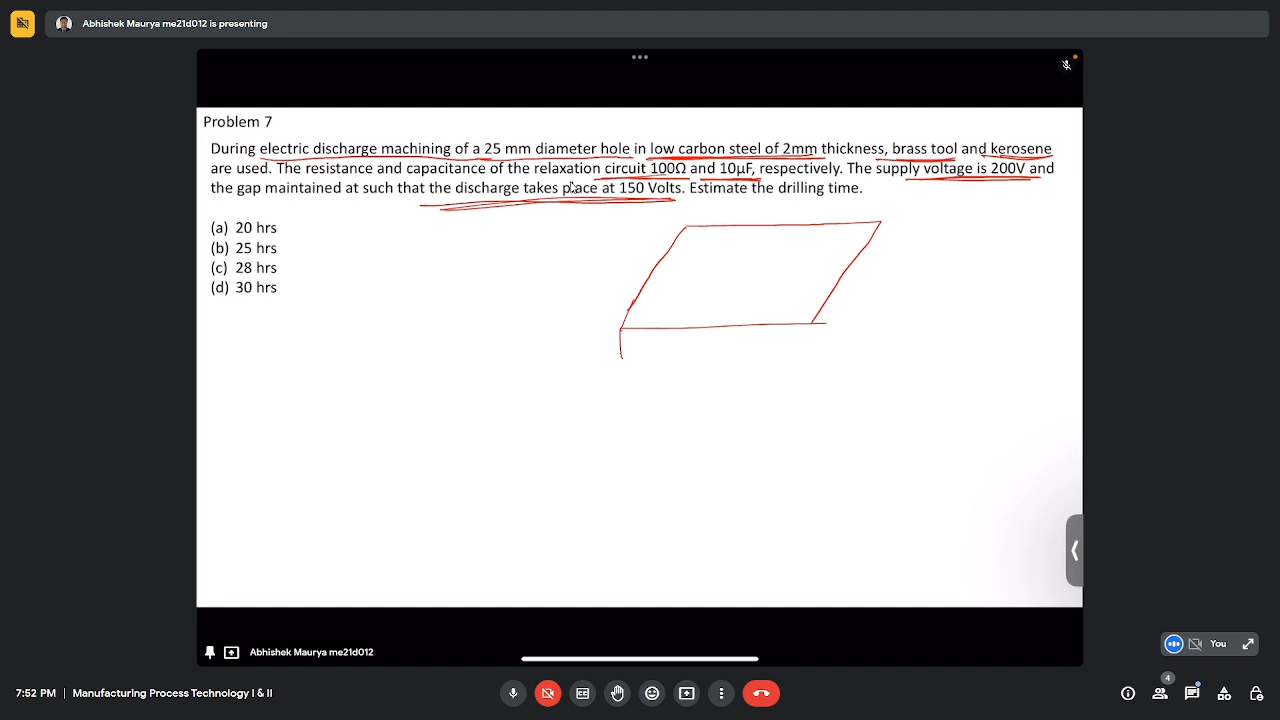 Abhishek Maurya me21d012 is presenting
Problem 7
During electric discharge machining of a 25 mm diameter hole in low carbon steel of 2mm thickness, brass tool and kerosene
are used. The resistance and capacitance of the relaxation circuit 100Ω and 10μF, respectively. The supply voltage is 200V and
the gap maintained at such that the discharge takes place at 150 Volts. Estimate the drilling time.
(a) 20 hrs
(b) 25 hrs
(c) 28 hrs
(d) 30 hrs
Abhishek Maurya me21d012
You
4
7:52 PM | Manufacturing Process Technology I & II